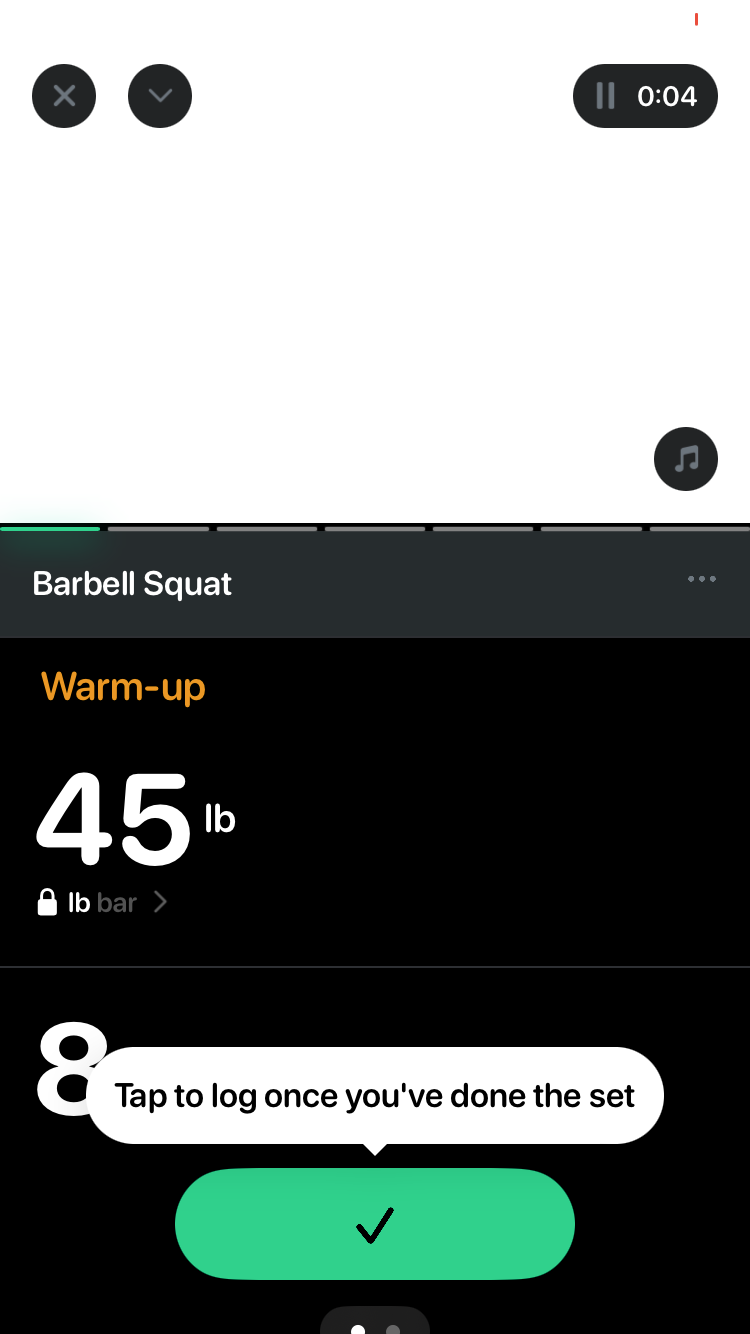 0:04
Barbell Squat
Warm-up
45 lb
lb bar
8
Tap to log once you've done the set